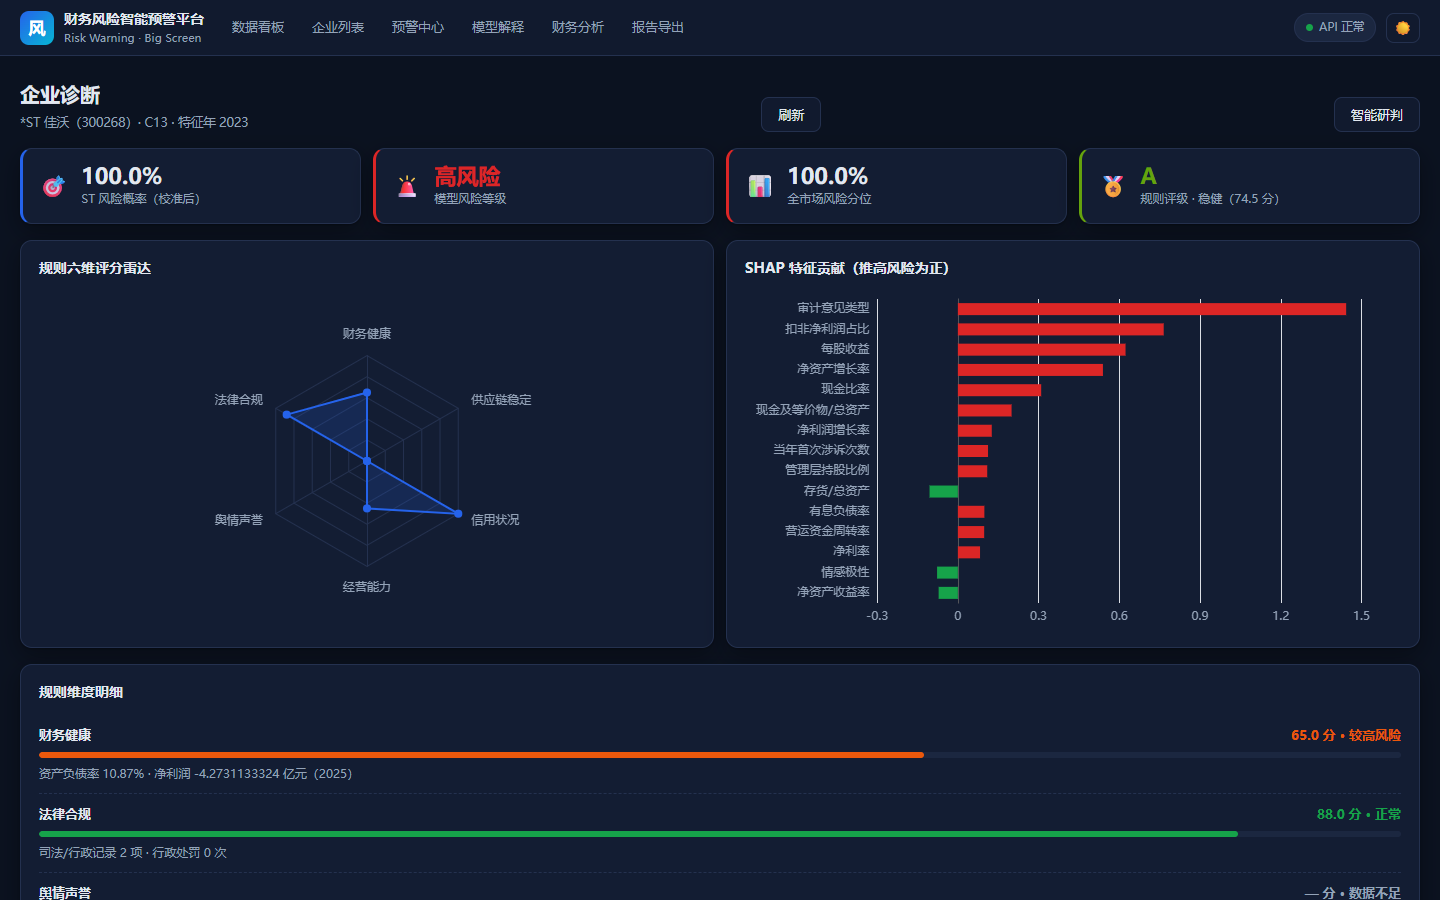 风
财务风险智能预警平台
Risk Warning · Big Screen
数据看板
企业列表
预警中心
模型解释
财务分析
报告导出
API 正常
企业诊断
*ST 佳沃（300268）· C13 · 特征年 2023
刷新
智能研判
100.0%
ST 风险概率（校准后）
高风险
模型风险等级
100.0%
全市场风险分位
A
规则评级 · 稳健（74.5 分）
规则六维评分雷达
财务健康
法律合规
供应链稳定
舆情声誉
信用状况
经营能力
SHAP 特征贡献（推高风险为正）
审计意见类型
扣非净利润占比
每股收益
净资产增长率
现金比率
现金及等价物/总资产
净利润增长率
当年首次涉诉次数
管理层持股比例
存货/总资产
有息负债率
营运资金周转率
净利率
情感极性
净资产收益率
-0.3
0
0.3
0.6
0.9
1.2
1.5
规则维度明细
财务健康
65.0 分 • 较高风险
资产负债率 10.87% · 净利润 -4.2731133324 亿元（2025）
法律合规
88.0 分 • 正常
司法/行政记录 2 项 · 行政处罚 0 次
舆情声誉
— 分 • 数据不足